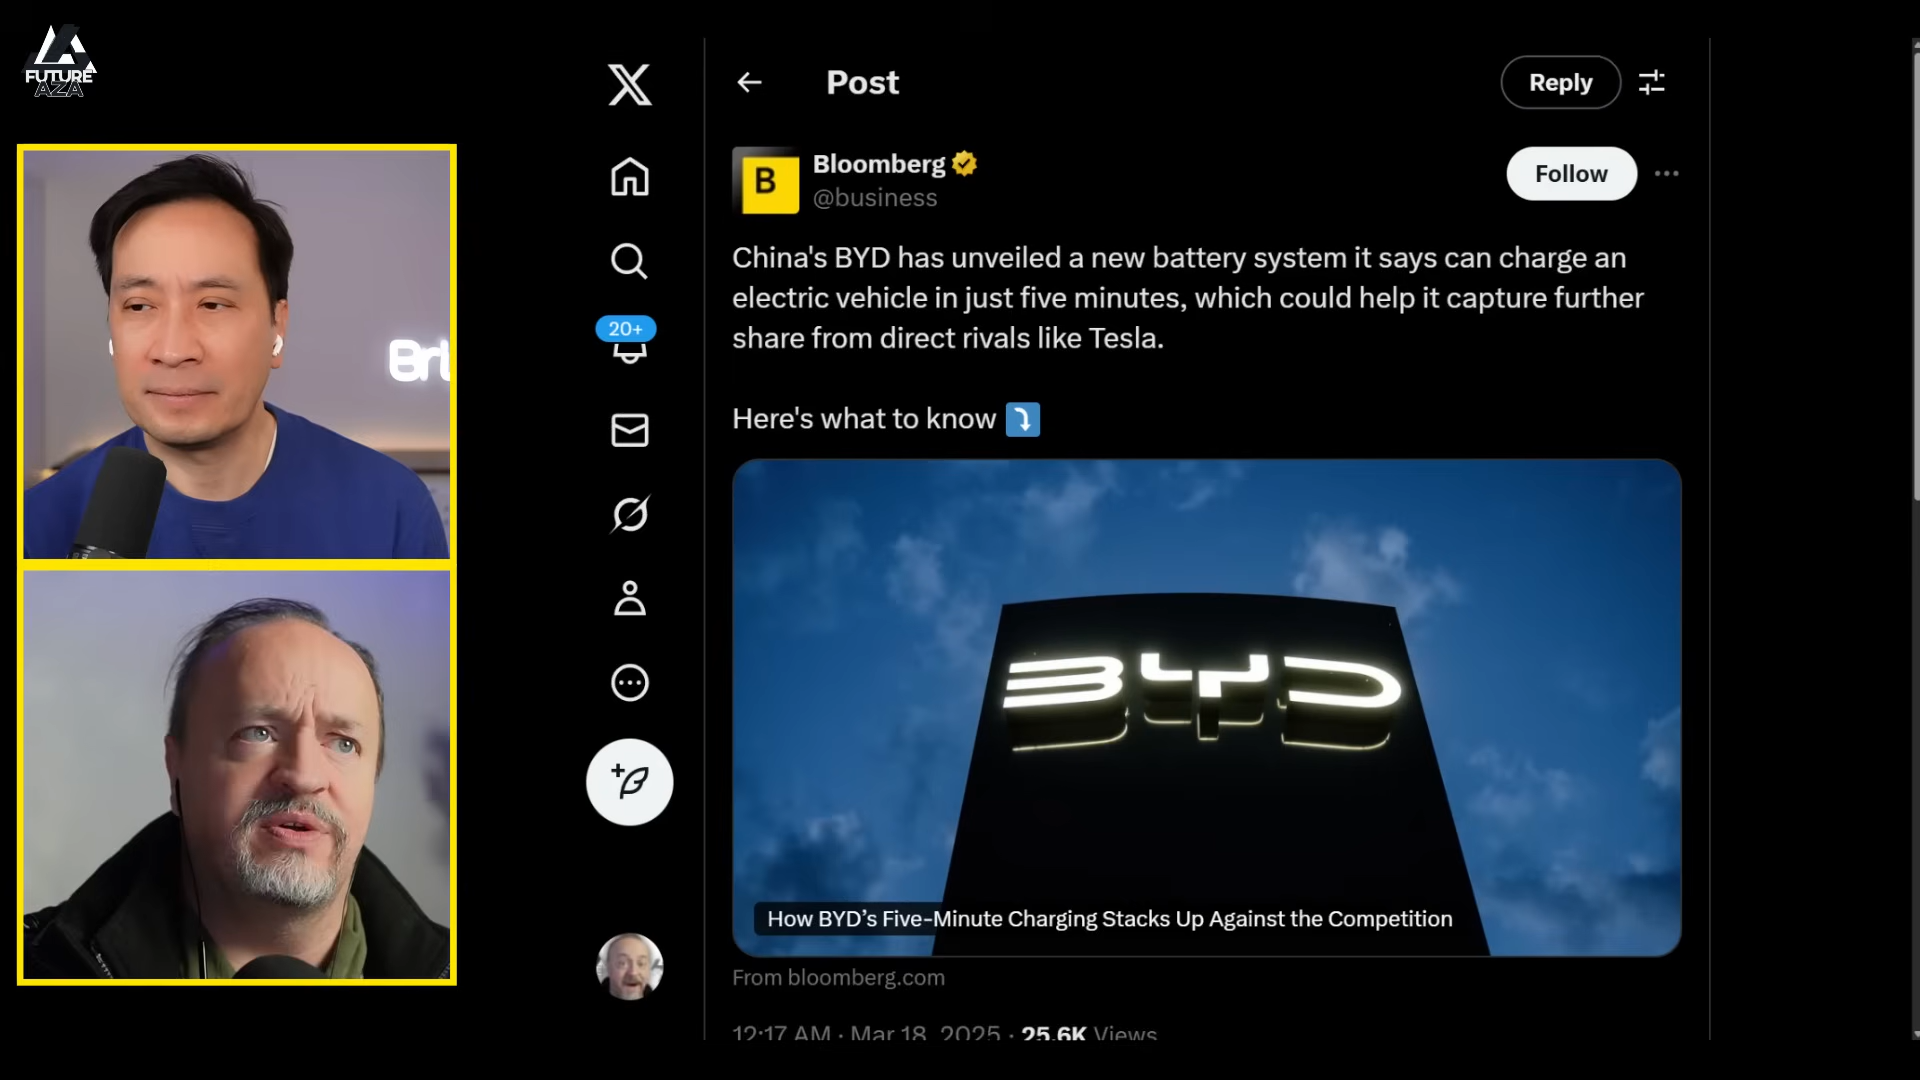 FUTURE
AZA
Post
Reply
Bloomberg
@business
Follow
China's BYD has unveiled a new battery system it says can charge an
electric vehicle in just five minutes, which could help it capture further
share from direct rivals like Tesla.
Here's what to know
BYD
How BYD's Five-Minute Charging Stacks Up Against the Competition
From bloomberg.com
12:17 AM · Mar 18, 2025 · 25.6K Views
20+
B